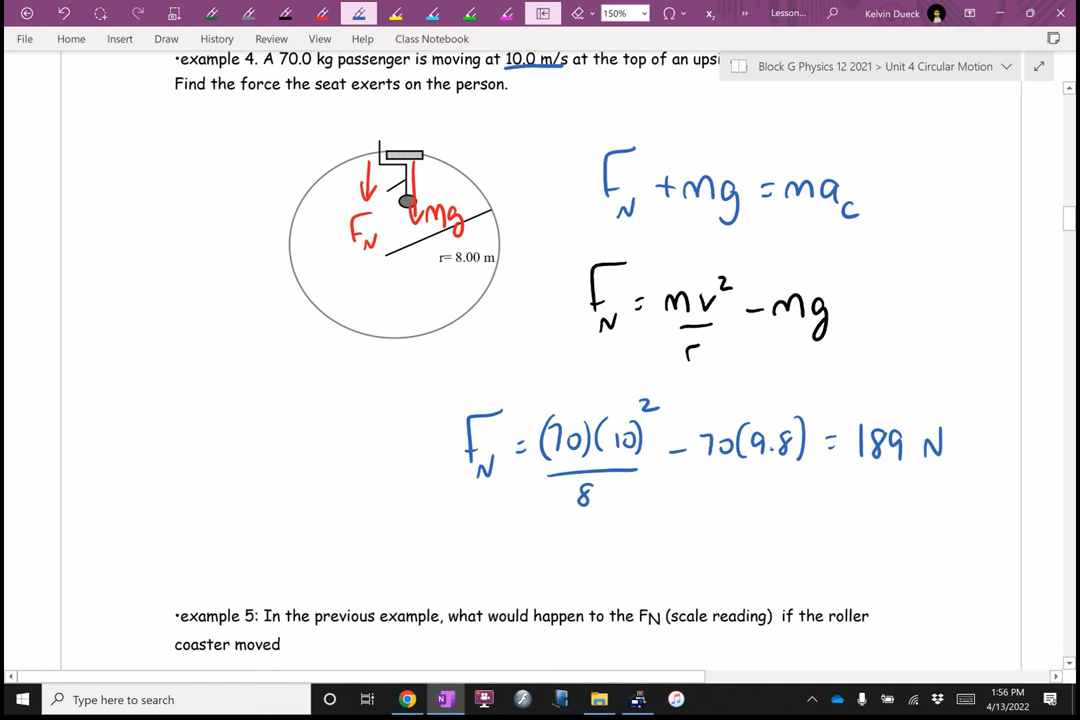 150%
Lesson...
Kelvin Dueck
File Home Insert Draw History Review View Help Class Notebook
•example 4. A 70.0 kg passenger is moving at 10.0 m/s at the top of an upsi
Block G Physics 12 2021 > Unit 4 Circular Motion
Find the force the seat exerts on the person.
F_N + mg = ma_c
mg
F_N
r= 8.00 m
F_N = mv²/r - mg
F_N = (70)(10)²/8 - 70(9.8) = 189 N
•example 5: In the previous example, what would happen to the F_N (scale reading) if the roller
coaster moved
Type here to search
1:56 PM
4/13/2022